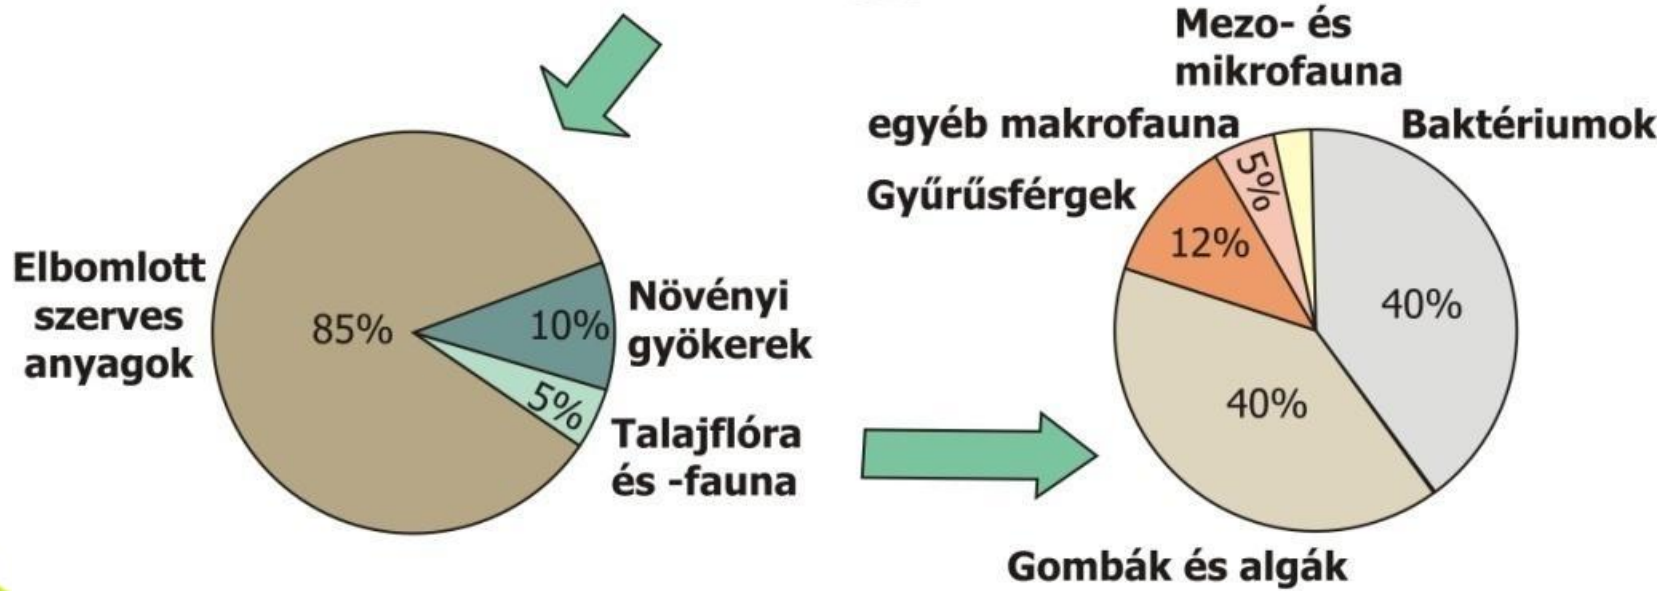 Elbomlott
szerves
anyagok
85%
10%
5%
Növényi
gyökerek
Talajflóra
és -fauna
Mezo- és
mikrofauna
egyéb makrofauna
Baktériumok
Gyűrűsférgek
5%
12%
40%
40%
Gombák és algák